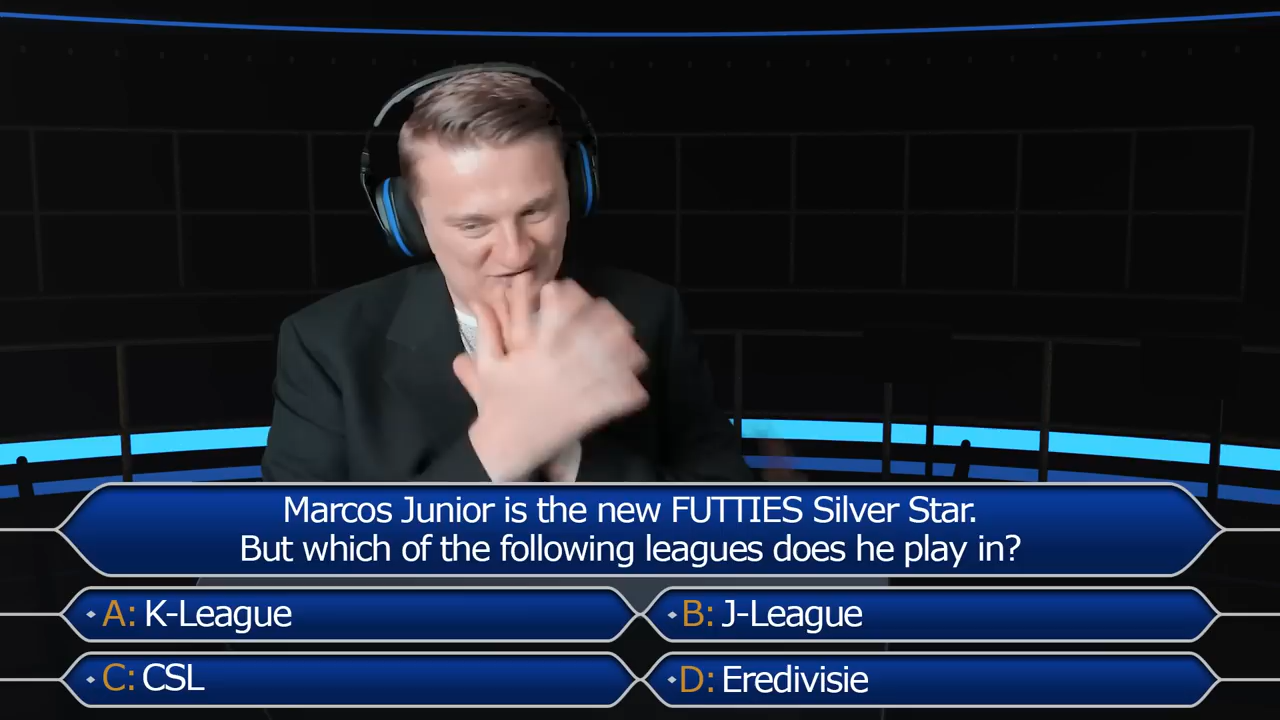 Marcos Junior is the new FUTTIES Silver Star.
But which of the following leagues does he play in?
A: K-League
B: J-League
C: CSL
D: Eredivisie